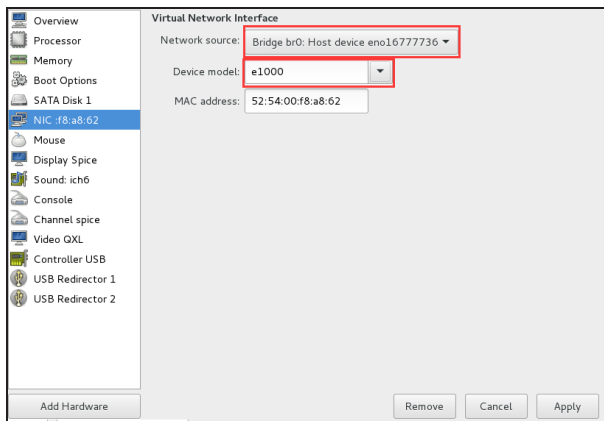 Overview
Processor
Memory
Boot Options
SATA Disk 1
NIC :f8:a8:62
Mouse
Display Spice
Sound: ich6
Console
Channel spice
Video QXL
Controller USB
USB Redirector 1
USB Redirector 2
Add Hardware
Virtual Network Interface
Network source: Bridge br0: Host device eno16777736
Device model: e1000
MAC address: 52:54:00:f8:a8:62
Remove Cancel Apply